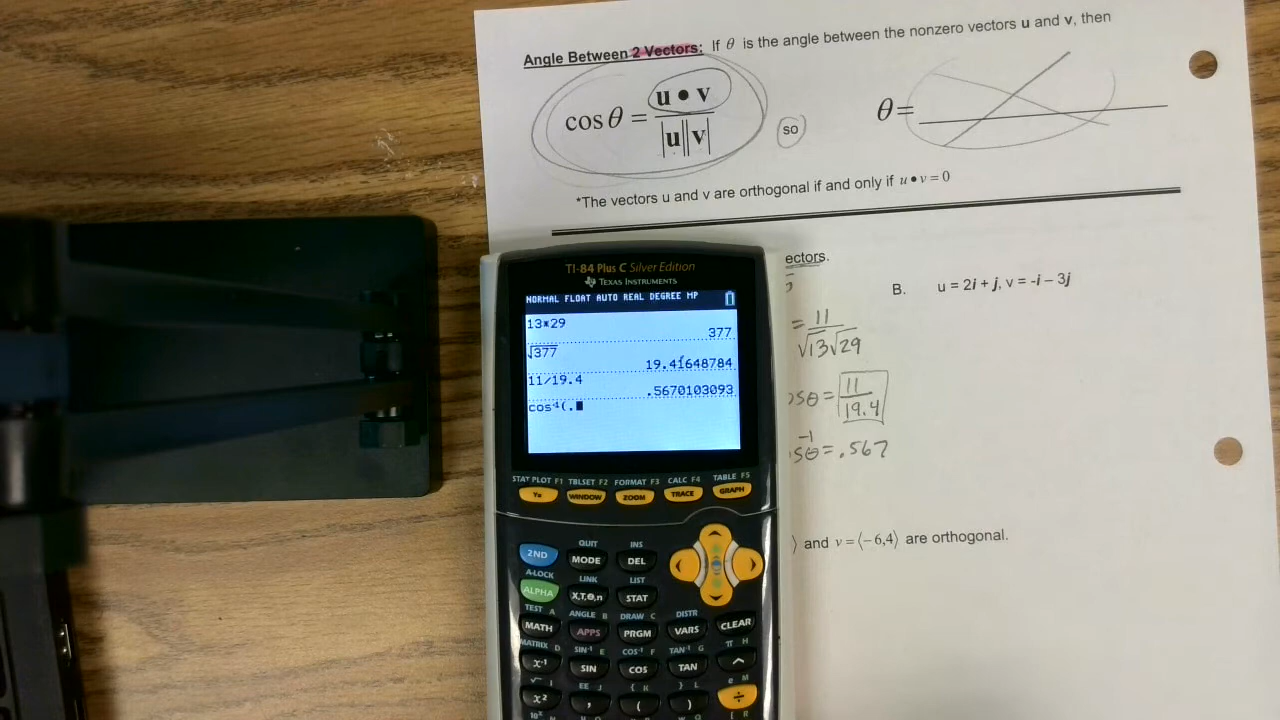 Angle Between 2 Vectors: If θ is the angle between the nonzero vectors u and v, then
cos θ = u • v / |u||v|
so
θ =
*The vectors u and v are orthogonal if and only if u • v = 0
ectors.
B. u = 2i + j, v = -i – 3j
= 11 / √13√29
osθ = 11 / 19.4
sθ⁻¹ = .567
⟩ and v = ⟨−6,4⟩ are orthogonal.
TI-84 Plus C Silver Edition
TEXAS INSTRUMENTS
NORMAL FLOAT AUTO REAL DEGREE MP
13*29
377
√377
19.41648784
11/19.4
.5670103093
cos⁻¹(.
STAT PLOT F1 TBLSET F2 FORMAT F3 CALC F4 TABLE F5
Y= WINDOW ZOOM TRACE GRAPH
QUIT INS
2ND MODE DEL
A-LOCK LINK LIST
ALPHA X,T,θ,n STAT
TEST A ANGLE B DRAW C DISTR
MATH APPS PRGM VARS CLEAR
MATRIX D SIN⁻¹ E COS⁻¹ F TAN⁻¹ G π H
x⁻¹ SIN COS TAN ^
√ I EE J { K } L e M
x² , ( ) ÷
10ˣ